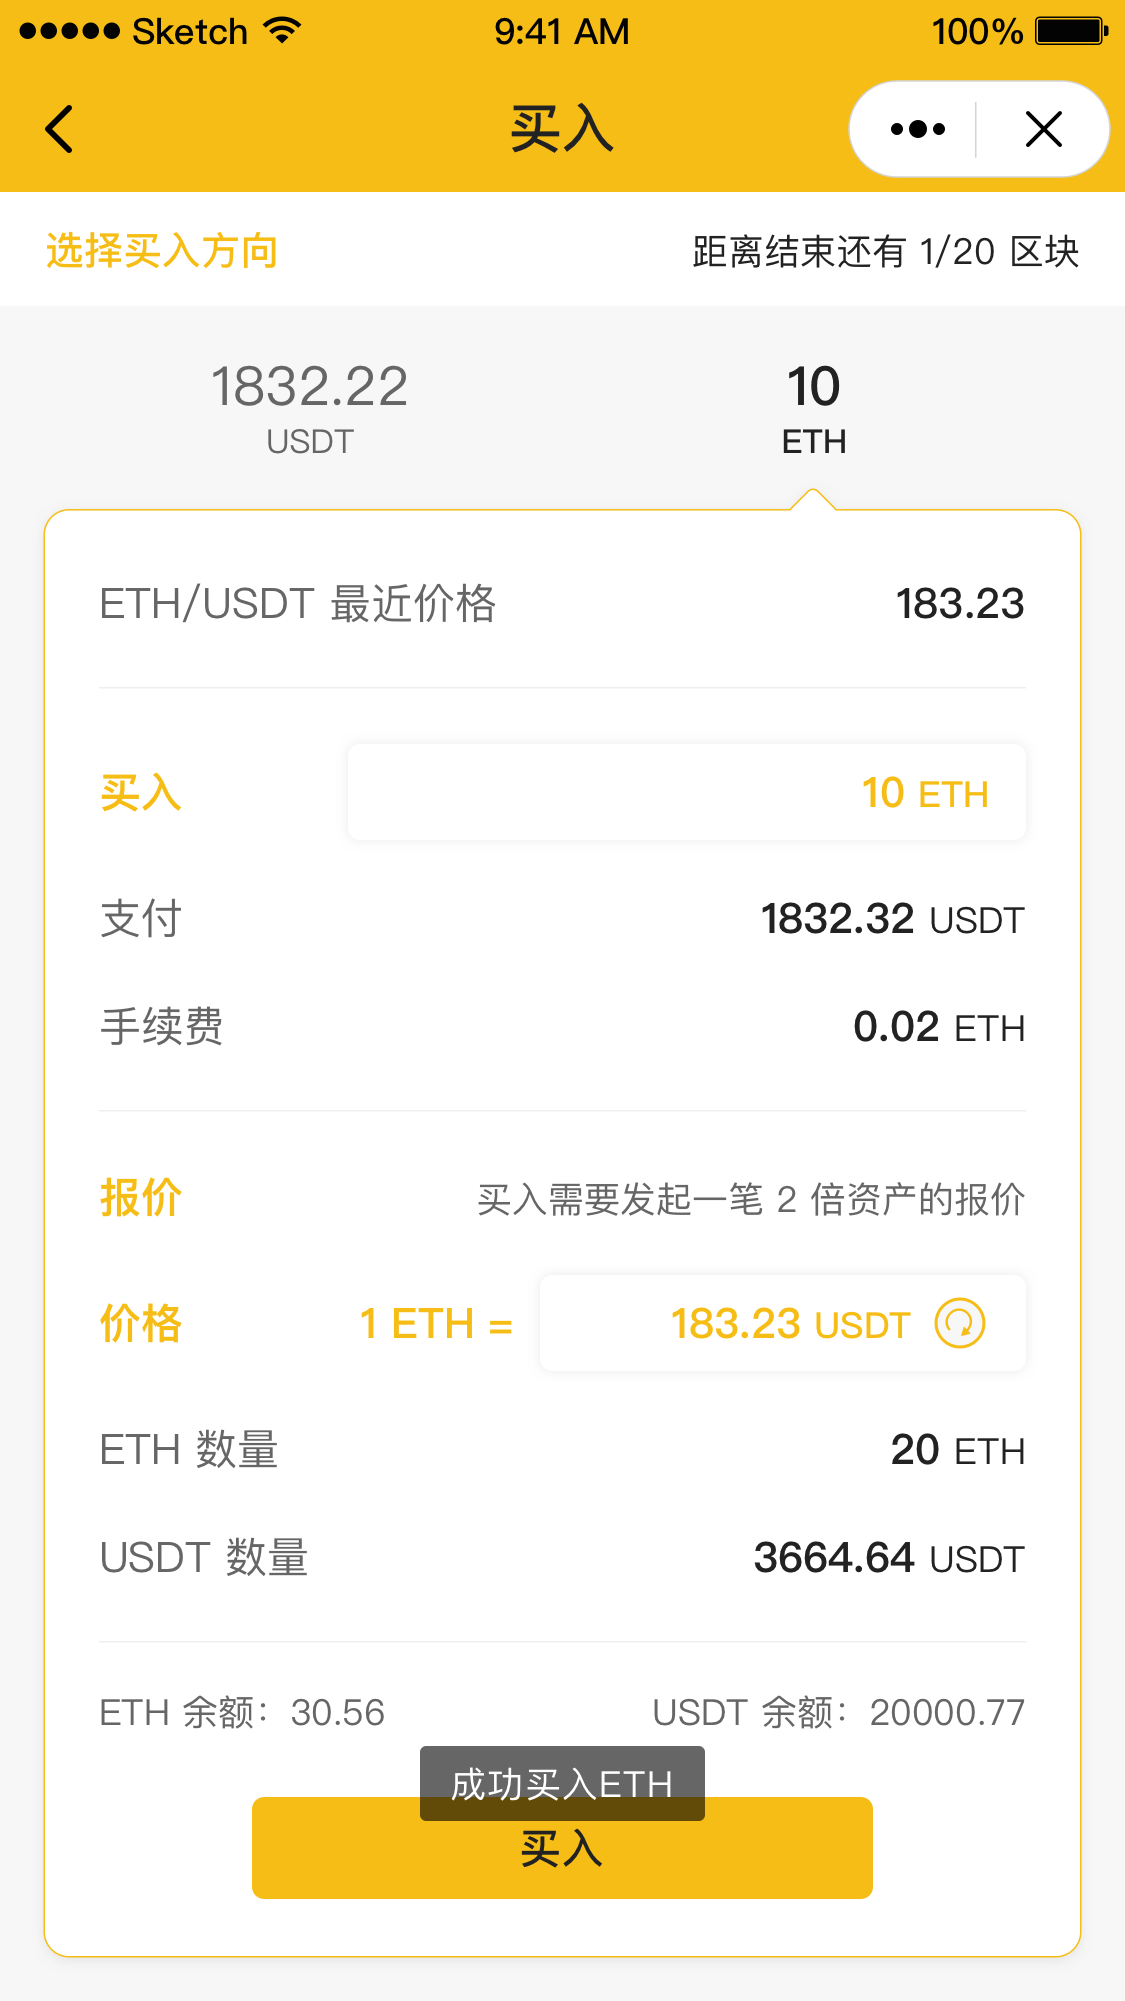 Sketch 9:41 AM 100%
买入
选择买入方向 距离结束还有 1/20 区块
1832.22 10
USDT ETH
ETH/USDT 最近价格 183.23
买入 10 ETH
支付 1832.32 USDT
手续费 0.02 ETH
报价 买入需要发起一笔 2 倍资产的报价
价格 1 ETH = 183.23 USDT
ETH 数量 20 ETH
USDT 数量 3664.64 USDT
ETH 余额：30.56 USDT 余额：20000.77
成功买入ETH
买入